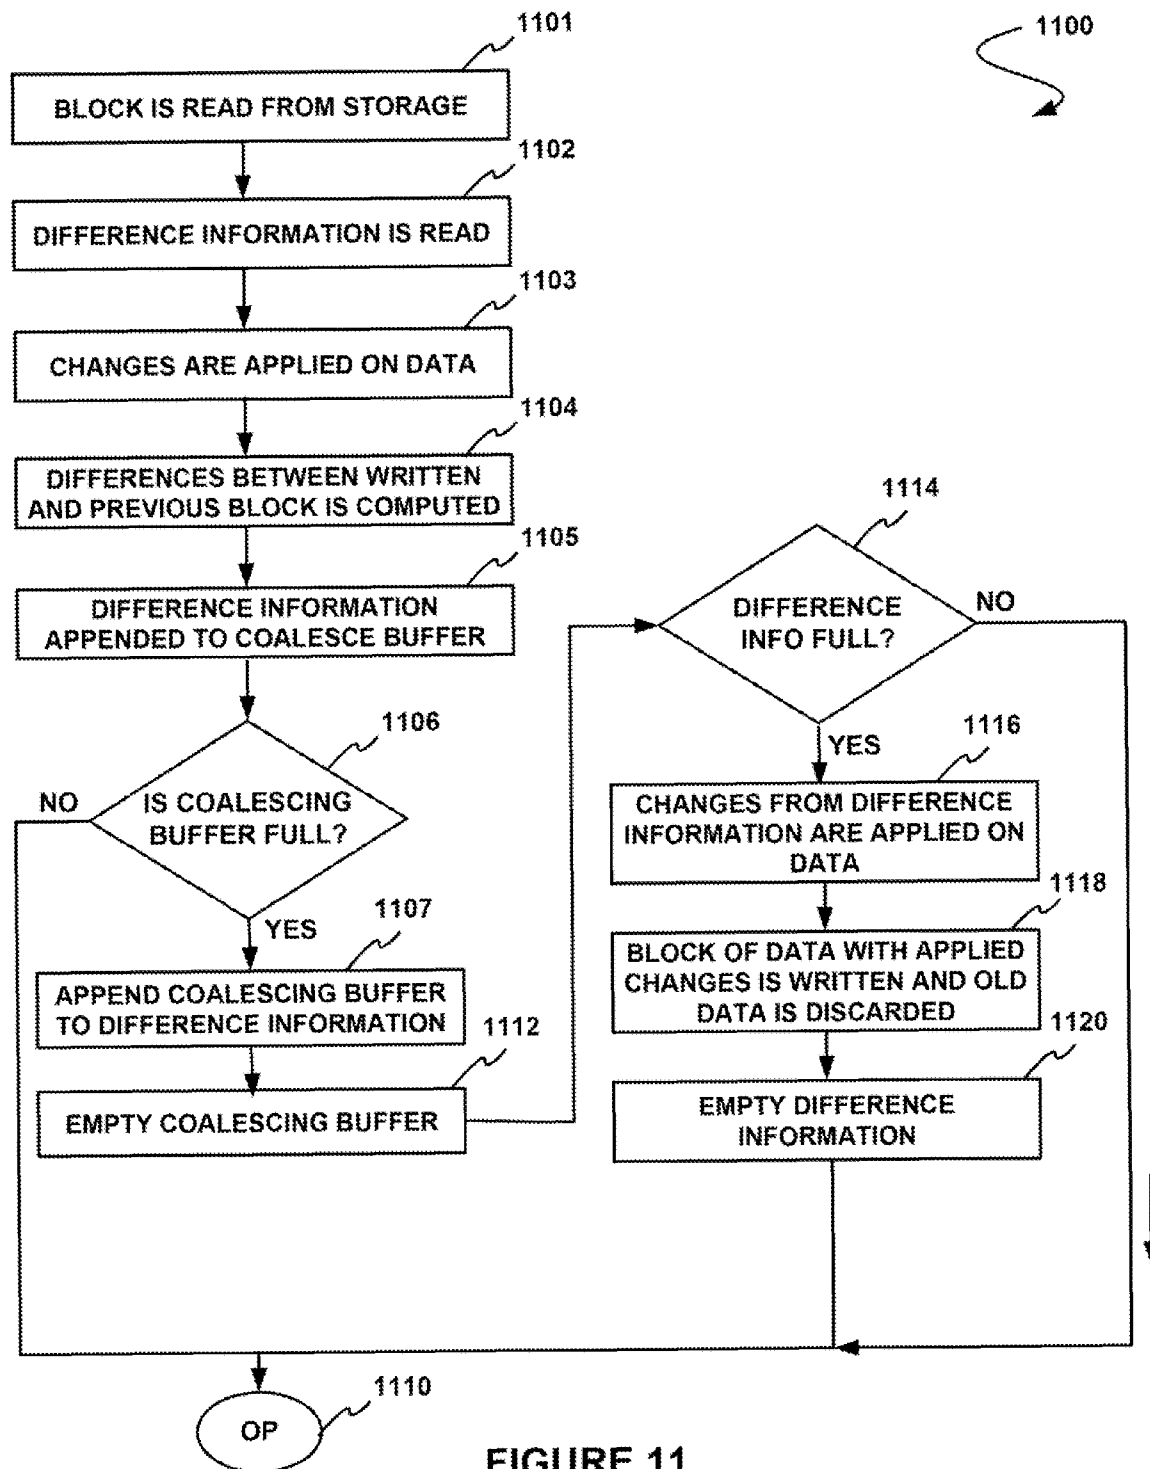 1101
1100
BLOCK IS READ FROM STORAGE
1102
DIFFERENCE INFORMATION IS READ
1103
CHANGES ARE APPLIED ON DATA
1104
DIFFERENCES BETWEEN WRITTEN
AND PREVIOUS BLOCK IS COMPUTED
1105
DIFFERENCE INFORMATION
APPENDED TO COALESCE BUFFER
1106
NO
IS COALESCING
BUFFER FULL?
YES
1107
APPEND COALESCING BUFFER
TO DIFFERENCE INFORMATION
1112
EMPTY COALESCING BUFFER
1114
DIFFERENCE
INFO FULL?
NO
YES
1116
CHANGES FROM DIFFERENCE
INFORMATION ARE APPLIED ON
DATA
1118
BLOCK OF DATA WITH APPLIED
CHANGES IS WRITTEN AND OLD
DATA IS DISCARDED
1120
EMPTY DIFFERENCE
INFORMATION
1110
OP
FIGURE 11